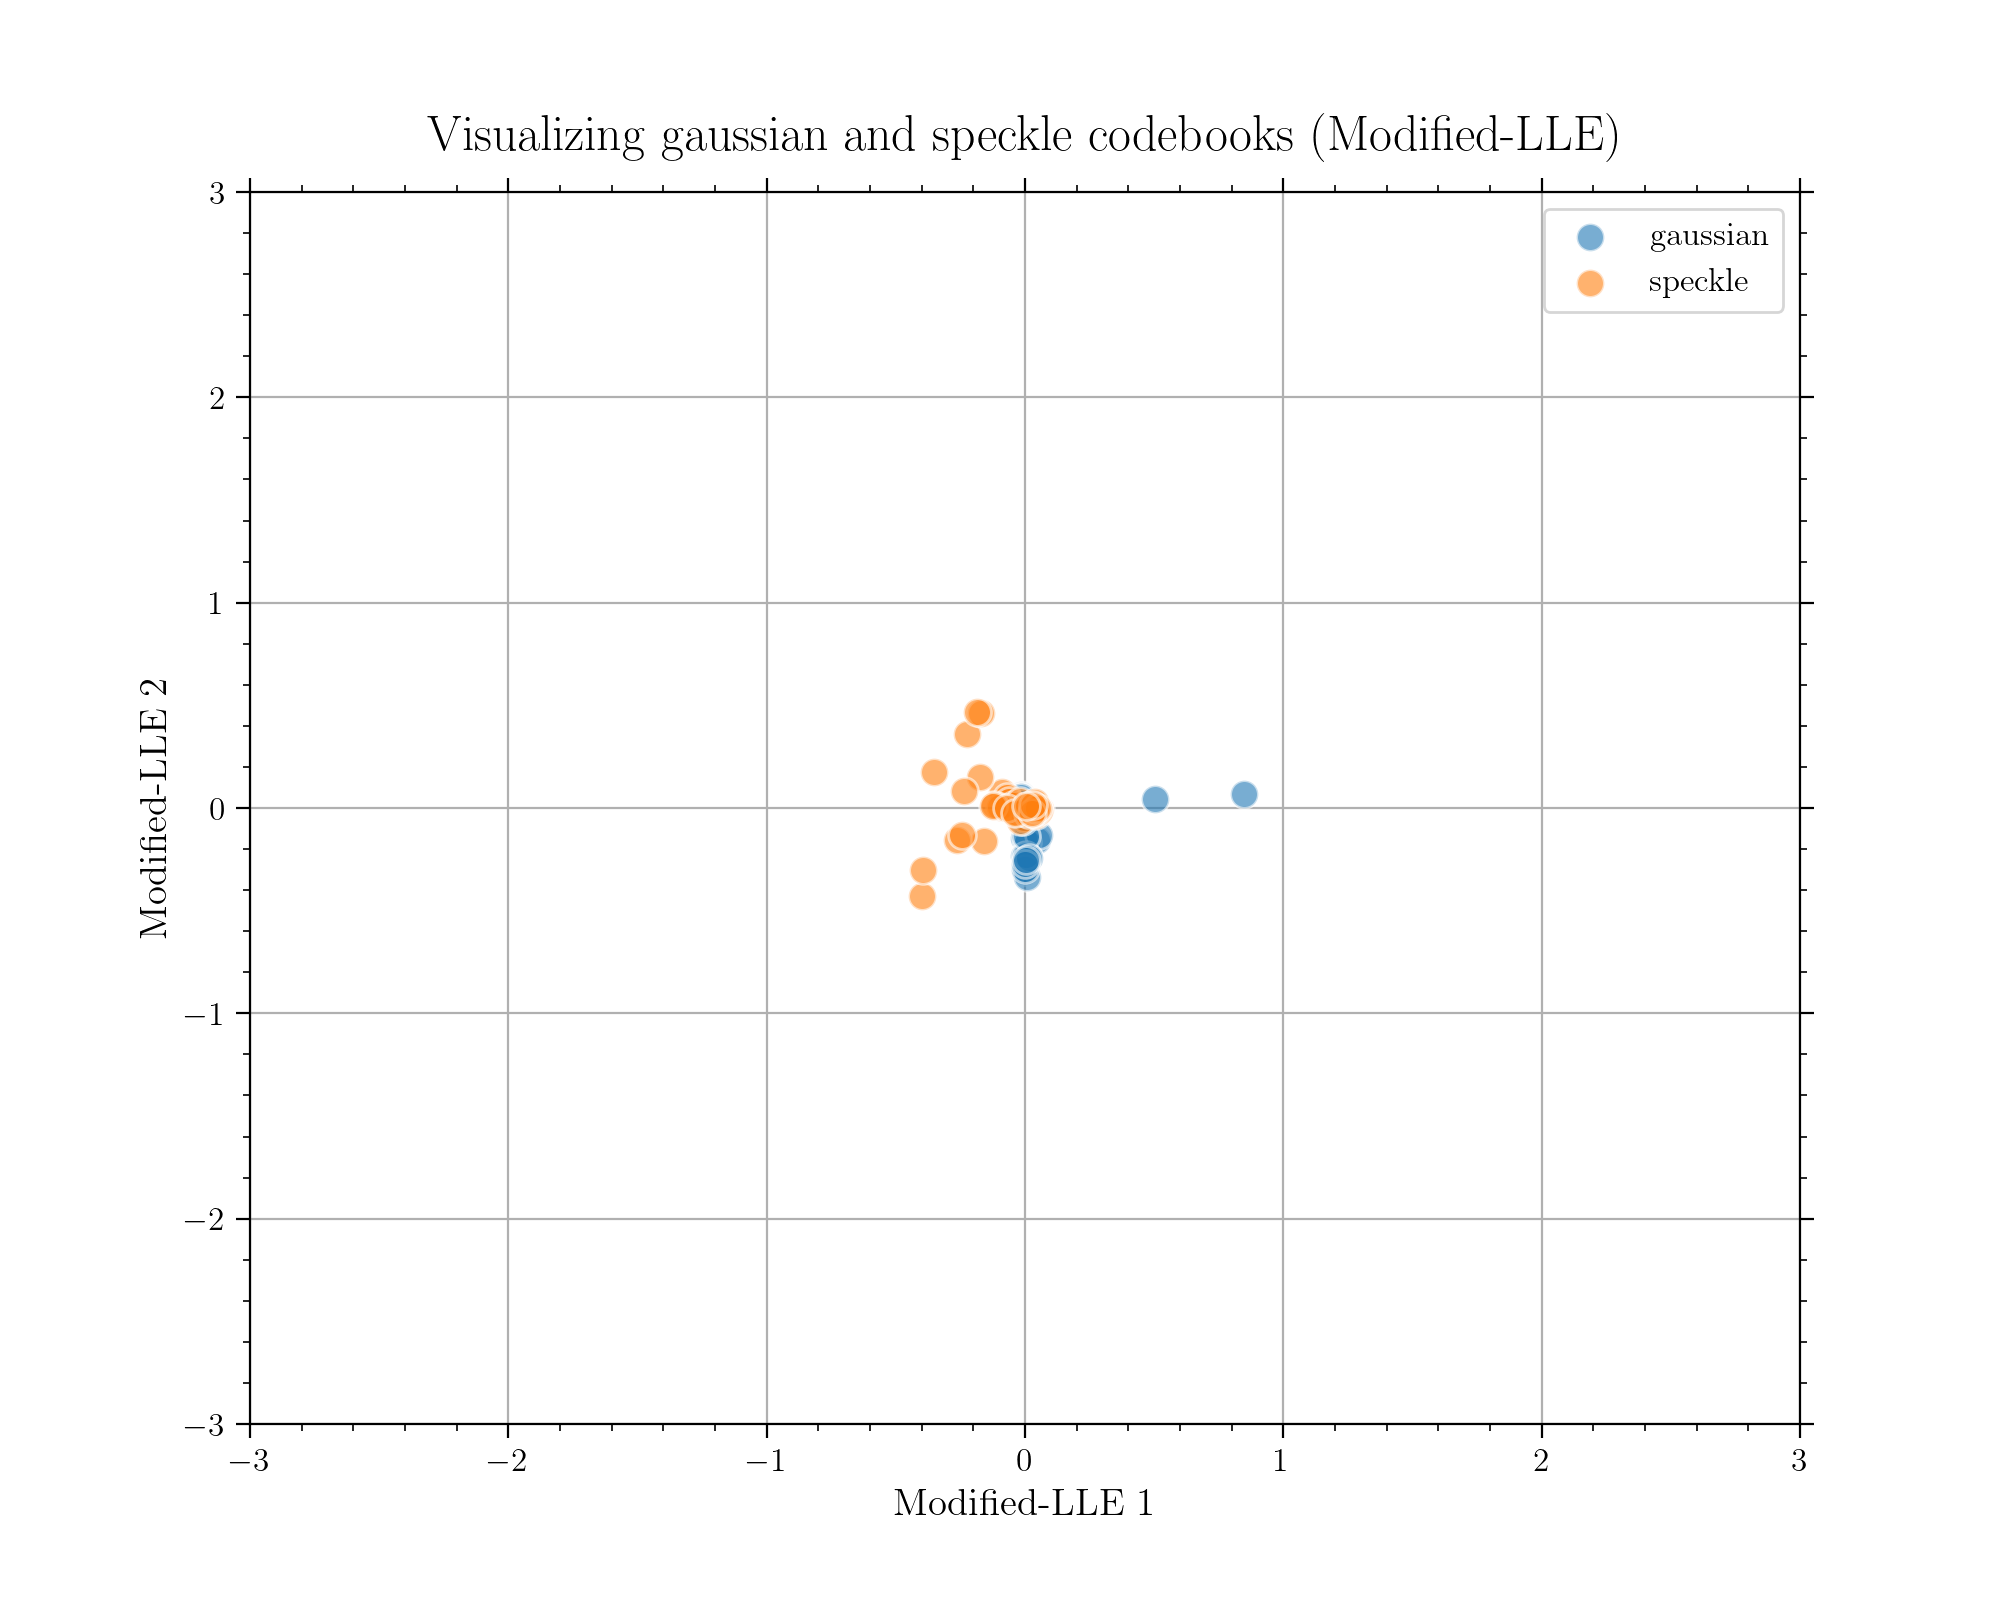 Visualizing gaussian and speckle codebooks (Modified-LLE)
gaussian
speckle
3
2
1
0
−1
−2
−3
Modified-LLE 2
−3 −2 −1 0 1 2 3
Modified-LLE 1